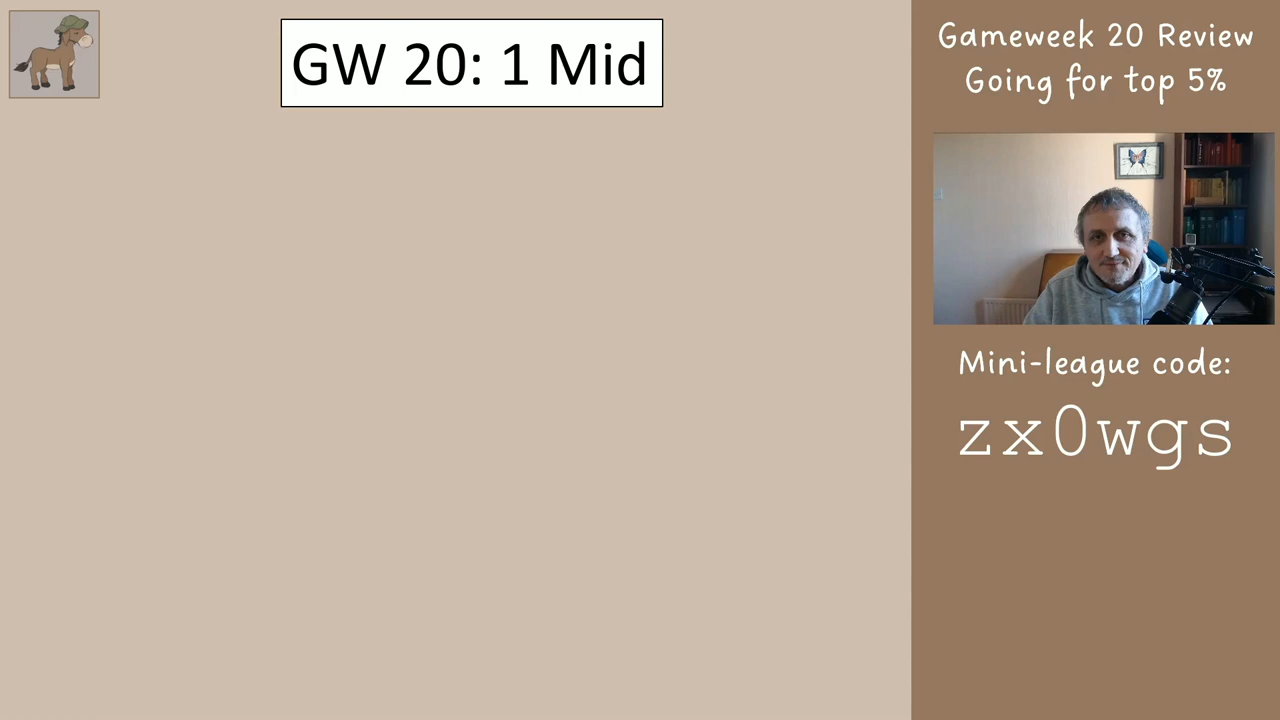 GW 20: 1 Mid
Gameweek 20 Review
Going for top 5%
Mini-league code:
zx0wgs